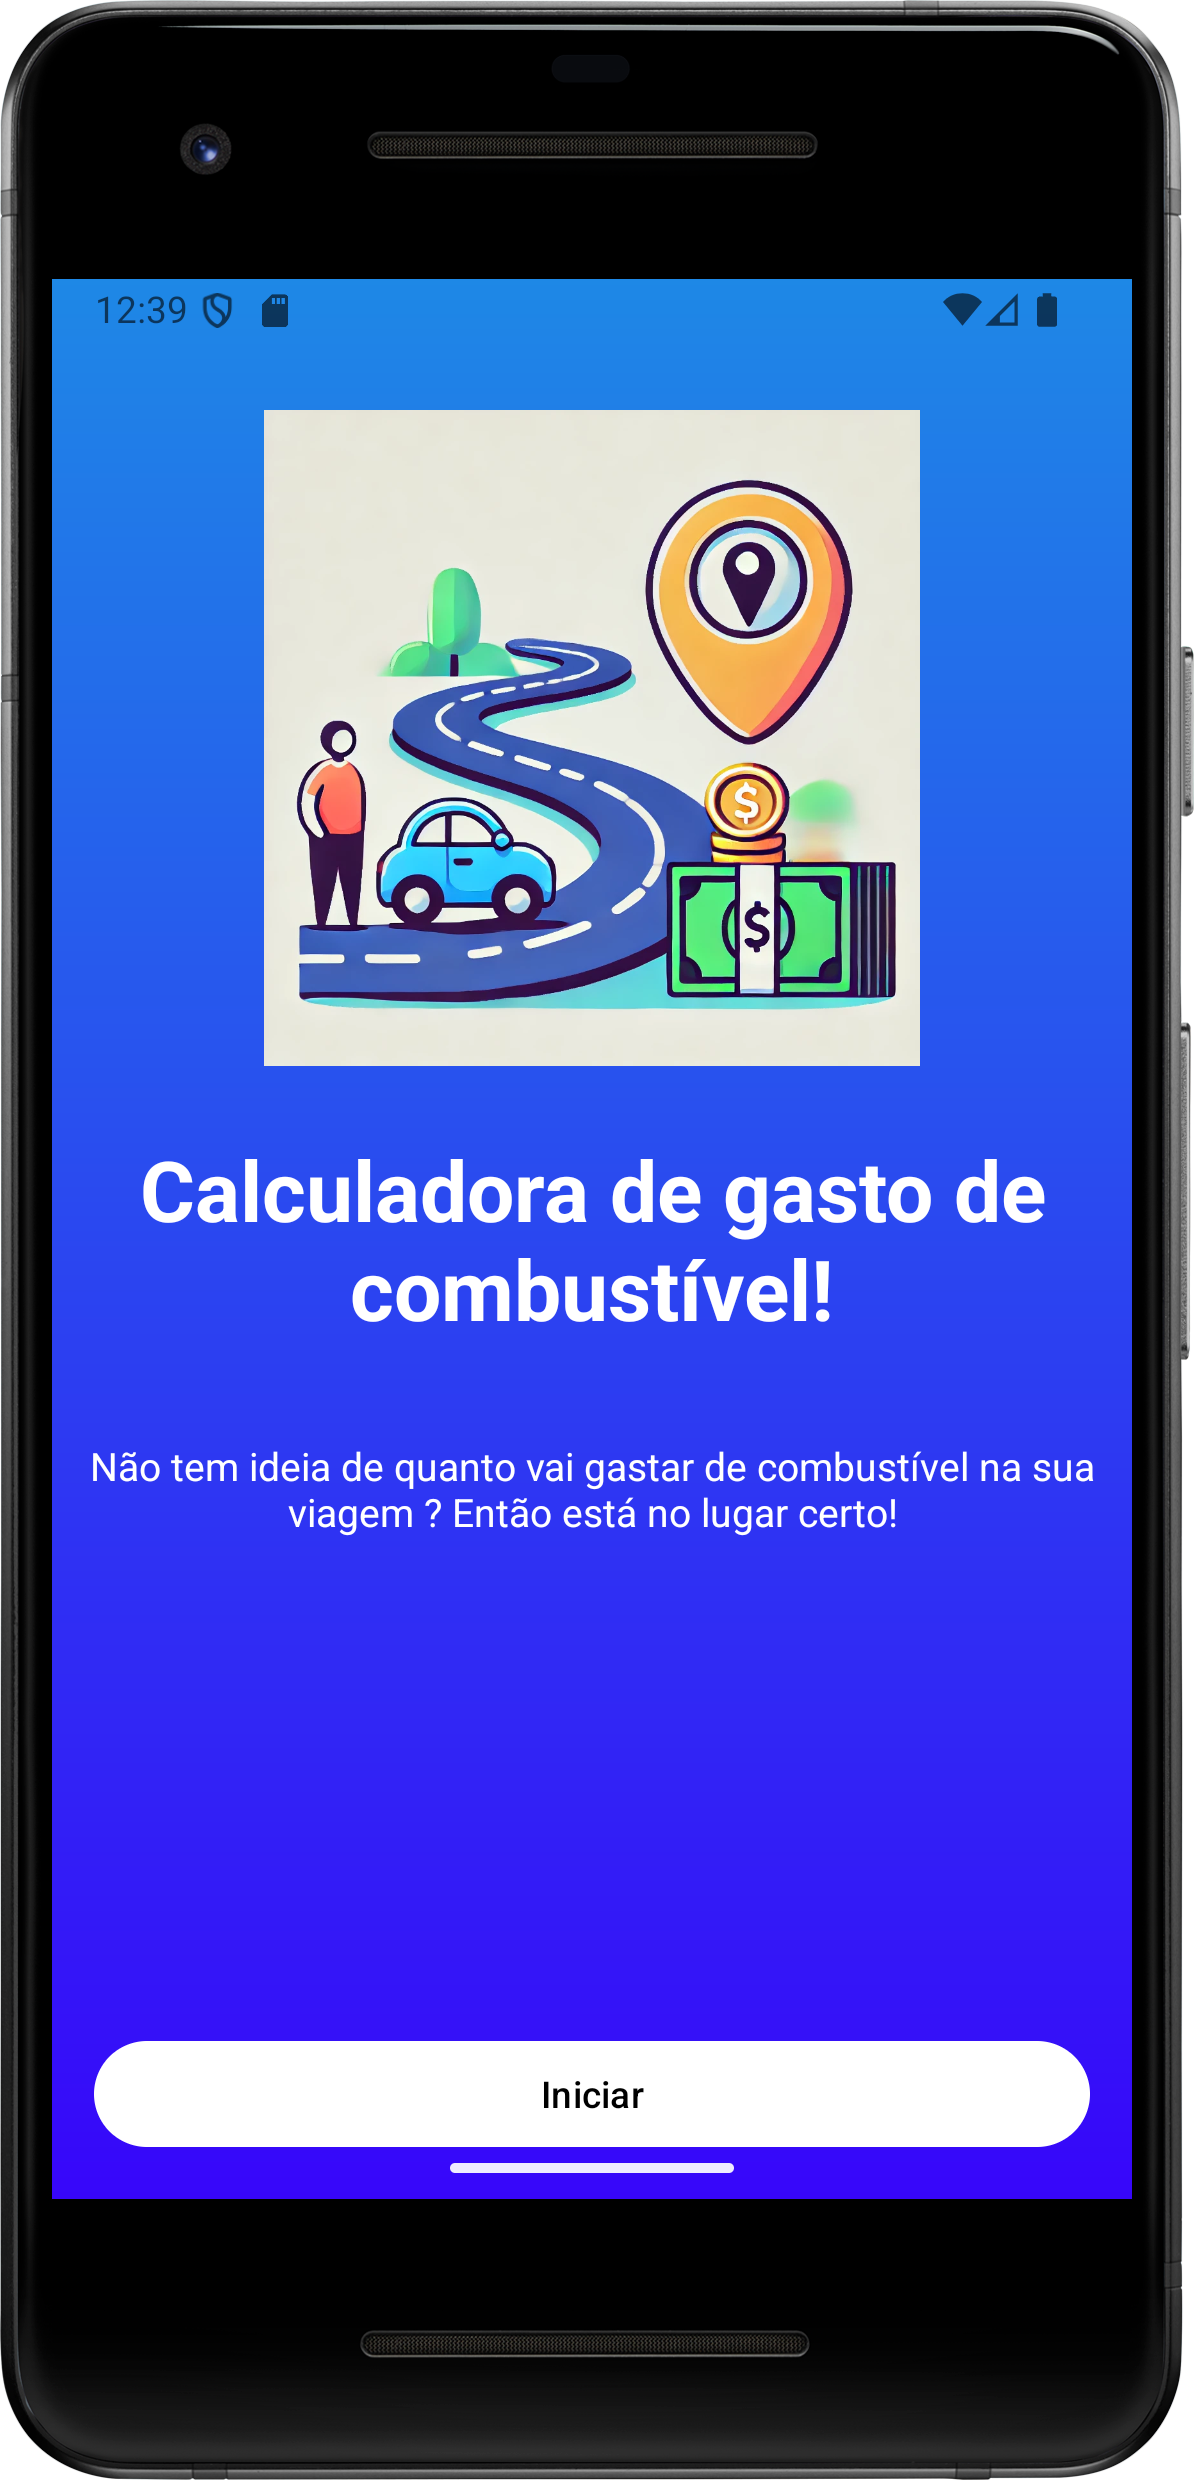 12:39
$
$
Calculadora de gasto de
combustível!
Não tem ideia de quanto vai gastar de combustível na sua
viagem ? Então está no lugar certo!
Iniciar